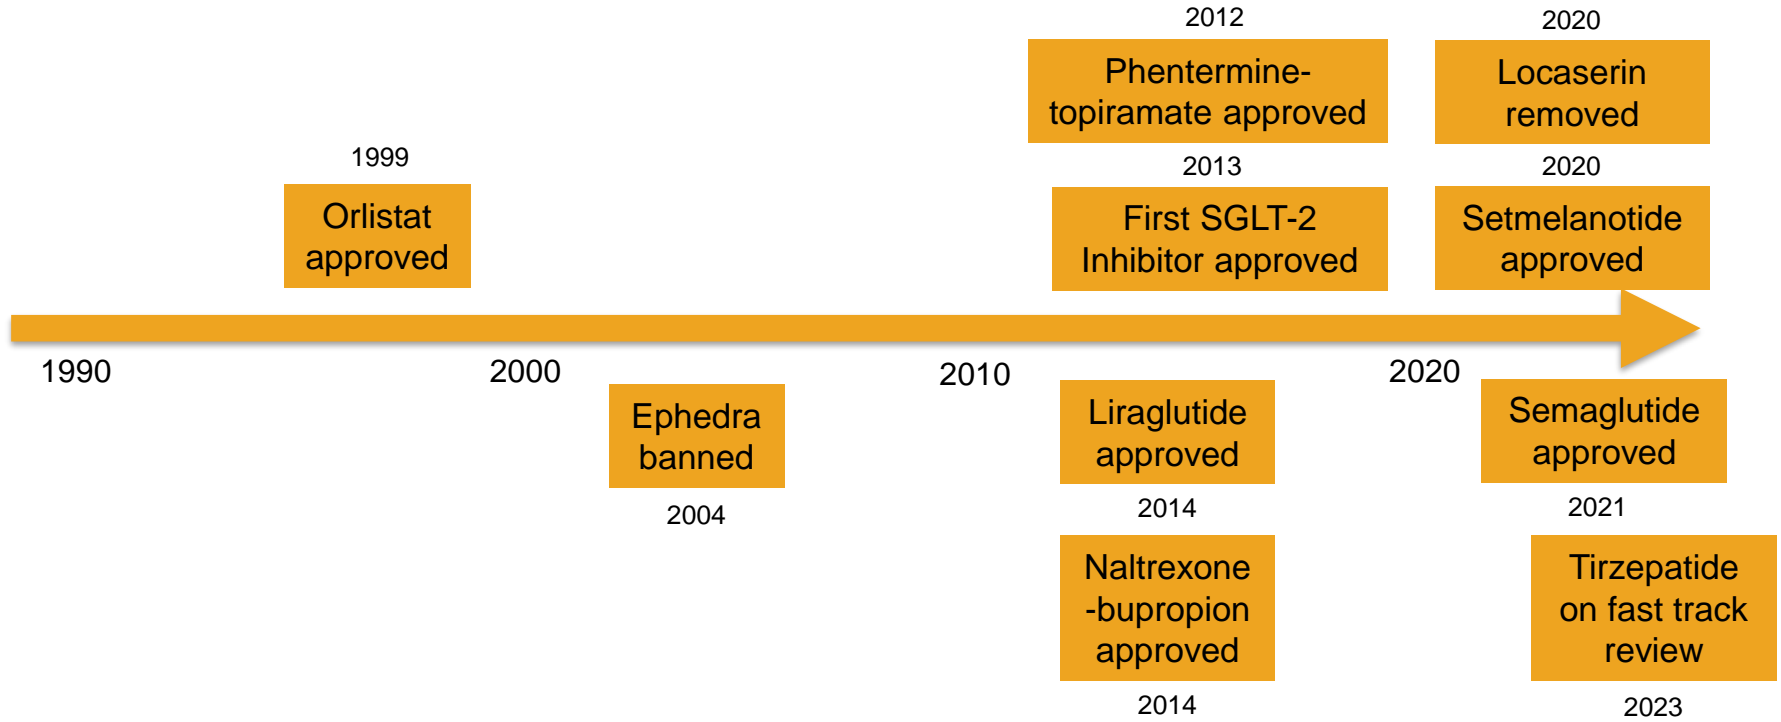 2012
Phentermine-
topiramate approved
2020
Locaserin
removed
1999
Orlistat
approved
2013
First SGLT-2
Inhibitor approved
2020
Setmelanotide
approved
1990
2000
2010
2020
Ephedra
banned
2004
Liraglutide
approved
2014
Semaglutide
approved
2021
Naltrexone
-bupropion
approved
2014
Tirzepatide
on fast track
review
2023